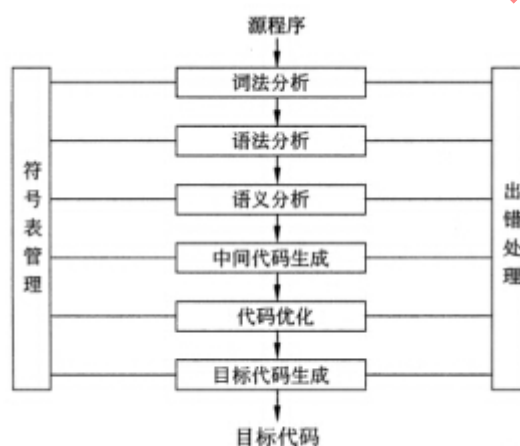 源程序
词法分析
语法分析
语义分析
中间代码生成
代码优化
目标代码生成
目标代码
符号表管理
出错处理